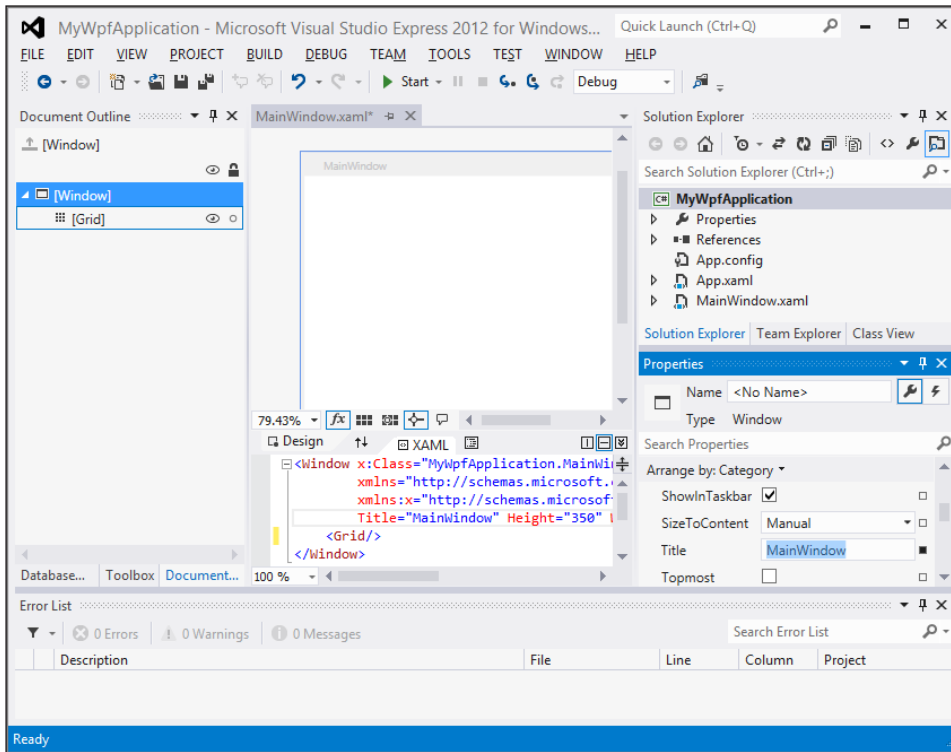 MyWpfApplication - Microsoft Visual Studio Express 2012 for Windows... Quick Launch (Ctrl+Q)
FILE EDIT VIEW PROJECT BUILD DEBUG TEAM TOOLS TEST WINDOW HELP
Start Debug
Document Outline
[Window]
[Window]
[Grid]
Database... Toolbox Document...
MainWindow.xaml*
MainWindow
79.43% fx
Design XAML
<Window x:Class="MyWpfApplication.MainWi
xmlns="http://schemas.microsoft.
xmlns:x="http://schemas.microsof
Title="MainWindow" Height="350"
<Grid/>
</Window>
100 %
Solution Explorer
Search Solution Explorer (Ctrl+;)
C# MyWpfApplication
Properties
References
App.config
App.xaml
MainWindow.xaml
Solution Explorer Team Explorer Class View
Properties
Name <No Name>
Type Window
Search Properties
Arrange by: Category
ShowInTaskbar
SizeToContent Manual
Title MainWindow
Topmost
Error List
0 Errors 0 Warnings 0 Messages Search Error List
Description File Line Column Project
Ready